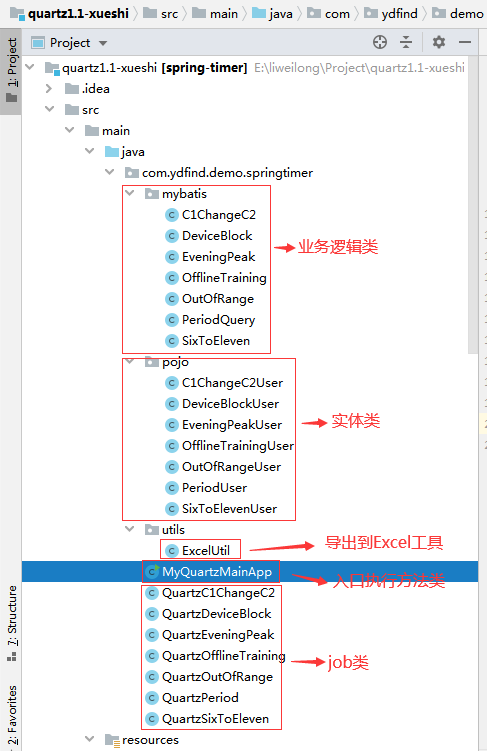 quartz1.1-xueshi src main java com ydfind demo
Project
quartz1.1-xueshi [spring-timer] E:\liweilong\Project\quartz1.1-xueshi
.idea
src
main
java
com.ydfind.demo.springtimer
mybatis
C1ChangeC2
DeviceBlock
业务逻辑类
EveningPeak
OfflineTraining
OutOfRange
PeriodQuery
SixToEleven
pojo
C1ChangeC2User
DeviceBlockUser
EveningPeakUser
实体类
OfflineTrainingUser
OutOfRangeUser
PeriodUser
SixToElevenUser
utils
ExcelUtil
导出到Excel工具
MyQuartzMainApp
入口执行方法类
QuartzC1ChangeC2
QuartzDeviceBlock
QuartzEveningPeak
QuartzOfflineTraining
job类
QuartzOutOfRange
QuartzPeriod
QuartzSixToEleven
resources
1: Project
7: Structure
2: Favorites